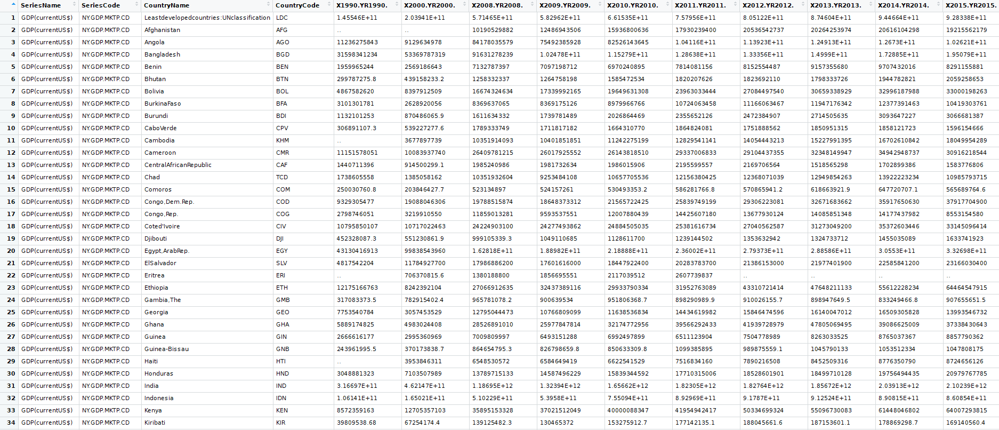 SeriesName SeriesCode CountryName CountryCode X1990.YR1990. X2000.YR2000. X2008.YR2008. X2009.YR2009. X2010.YR2010. X2011.YR2011. X2012.YR2012. X2013.YR2013. X2014.YR2014. X2015.YR2015.
1 GDP(currentUS$) NY.GDP.MKTP.CD Leastdevelopedcountries:UNclassification LDC 1.45546E+11 2.03941E+11 5.71465E+11 5.82962E+11 6.61535E+11 7.57956E+11 8.05122E+11 8.74604E+11 9.44664E+11 9.28338E+11
2 GDP(currentUS$) NY.GDP.MKTP.CD Afghanistan AFG .. .. 10190529882 12486943506 15936800636 17930239400 20536542737 20264253974 20616104298 19215562179
3 GDP(currentUS$) NY.GDP.MKTP.CD Angola AGO 11236275843 9129634978 84178035579 75492385928 82526143645 1.04116E+11 1.13923E+11 1.24913E+11 1.2673E+11 1.02621E+11
4 GDP(currentUS$) NY.GDP.MKTP.CD Bangladesh BGD 31598341234 53369787319 91631278239 1.02478E+11 1.15279E+11 1.28638E+11 1.33356E+11 1.4999E+11 1.72885E+11 1.95079E+11
5 GDP(currentUS$) NY.GDP.MKTP.CD Benin BEN 1959965244 2569186643 7132787397 7097198712 6970240895 7814081156 8152554487 9157355680 9707432016 8291155881
6 GDP(currentUS$) NY.GDP.MKTP.CD Bhutan BTN 299787275.8 439158233.2 1258332337 1264758198 1585472534 1820207626 1823692110 1798333726 1944782821 2059258653
7 GDP(currentUS$) NY.GDP.MKTP.CD Bolivia BOL 4867582620 8397912509 16674324634 17339992165 19649631308 23963033444 27084497540 30659338929 32996187988 33000198263
8 GDP(currentUS$) NY.GDP.MKTP.CD BurkinaFaso BFA 3101301781 2628920056 8369637065 8369175126 8979966766 10724063458 11166063467 11947176342 12377391463 10419303761
9 GDP(currentUS$) NY.GDP.MKTP.CD Burundi BDI 1132101253 870486065.9 1611634332 1739781489 2026864469 2355652126 2472384907 2714505635 3093647227 3066681387
10 GDP(currentUS$) NY.GDP.MKTP.CD CaboVerde CPV 306891107.3 539227277.6 1789333749 1711817182 1664310770 1864824081 1751888562 1850951315 1858121723 1596154666
11 GDP(currentUS$) NY.GDP.MKTP.CD Cambodia KHM .. 3677897739 10351914093 10401851851 11242275199 12829541141 14054443213 15227991395 16702610842 18049954289
12 GDP(currentUS$) NY.GDP.MKTP.CD Cameroon CMR 11151578051 10083937740 26409781215 26017925552 26143818510 29337006833 29104437355 32348149947 34942948737 30916218544
13 GDP(currentUS$) NY.GDP.MKTP.CD CentralAfricanRepublic CAF 1440711396 914500299.1 1985240986 1981732634 1986015906 2195599557 2169706564 1518565298 1702899386 1583776806
14 GDP(currentUS$) NY.GDP.MKTP.CD Chad TCD 1738605558 1385058162 10351932604 9253484108 10657705536 12156380425 12368071039 12949854263 13922223234 10985793715
15 GDP(currentUS$) NY.GDP.MKTP.CD Comoros COM 250030760.8 203846427.7 523134897 524157261 530493353.2 586281766.8 570865941.2 618663921.9 647720707.1 565689764.6
16 GDP(currentUS$) NY.GDP.MKTP.CD Congo,Dem.Rep. COD 9329305477 19088046306 19788515874 18648373312 21565722425 25839749199 29306223081 32671683662 35917650630 37917704900
17 GDP(currentUS$) NY.GDP.MKTP.CD Congo,Rep. COG 2798746051 3219910550 11859013281 9593537551 12007880439 14425607180 13677930124 14085851348 14177437982 8553154580
18 GDP(currentUS$) NY.GDP.MKTP.CD Coted'Ivoire CIV 10795850107 10717022463 24224903100 24277493862 24884505035 25381616734 27040562587 31273049200 35372603446 33145096414
19 GDP(currentUS$) NY.GDP.MKTP.CD Djibouti DJI 452328087.3 551230861.9 999105339.3 1049110685 1128611700 1239144502 1353632942 1324733712 1455035089 1633741923
20 GDP(currentUS$) NY.GDP.MKTP.CD Egypt,ArabRep. EGY 43130416913 99838543960 1.62818E+11 1.88982E+11 2.18888E+11 2.36002E+11 2.79373E+11 2.88586E+11 3.0553E+11 3.32698E+11
21 GDP(currentUS$) NY.GDP.MKTP.CD ElSalvador SLV 4817542204 11784927700 17986886200 17601616000 18447922400 20283783700 21386153000 21977401900 22585841200 23166030400
22 GDP(currentUS$) NY.GDP.MKTP.CD Eritrea ERI .. 706370815.6 1380188800 1856695551 2117039512 2607739837 .. .. .. ..
23 GDP(currentUS$) NY.GDP.MKTP.CD Ethiopia ETH 12175166763 8242392104 27066912635 32437389116 29933790334 31952763089 43310721414 47648211133 55612228234 64464547915
24 GDP(currentUS$) NY.GDP.MKTP.CD Gambia,The GMB 317083373.5 782915402.4 965781078.2 900639534 951806368.7 898290989.9 910026155.7 898947649.5 833249466.8 907655651.5
25 GDP(currentUS$) NY.GDP.MKTP.CD Georgia GEO 7753540784 3057453529 12795044473 10766809099 11638536834 14434619982 15846474596 16140047012 16509305828 13993546732
26 GDP(currentUS$) NY.GDP.MKTP.CD Ghana GHA 5889174825 4983024408 28526891010 25977847814 32174772956 39566292433 41939728979 47805069495 39086625009 37338430643
27 GDP(currentUS$) NY.GDP.MKTP.CD Guinea GIN 2666616177 2995360969 7009809997 6493151288 6992497899 6511123904 7504778989 8263033525 8765037367 8857790362
28 GDP(currentUS$) NY.GDP.MKTP.CD Guinea-Bissau GNB 243961995.5 370173838.7 864654795.3 826798659.8 850633309.8 1099385895 989875559.1 1045790133 1053512334 1047808175
29 GDP(currentUS$) NY.GDP.MKTP.CD Haiti HTI .. 3953846311 6548530572 6584649419 6622541529 7516834160 7890216508 8452509316 8776350790 8724656126
30 GDP(currentUS$) NY.GDP.MKTP.CD Honduras HND 3048881323 7103507989 13789715133 14587496229 15839344592 17710315006 18528601901 18499710128 19756494435 20979767785
31 GDP(currentUS$) NY.GDP.MKTP.CD India IND 3.16697E+11 4.62147E+11 1.18695E+12 1.32394E+12 1.65662E+12 1.82305E+12 1.82764E+12 1.85672E+12 2.03913E+12 2.10239E+12
32 GDP(currentUS$) NY.GDP.MKTP.CD Indonesia IDN 1.06141E+11 1.65021E+11 5.10229E+11 5.3958E+11 7.55094E+11 8.92969E+11 9.1787E+11 9.12524E+11 8.90815E+11 8.60854E+11
33 GDP(currentUS$) NY.GDP.MKTP.CD Kenya KEN 8572359163 12705357103 35895153328 37021512049 40000088347 41954942417 50334699324 55096730083 61448046802 64007293815
34 GDP(currentUS$) NY.GDP.MKTP.CD Kiribati KIR 39809538.68 67254174.4 139125482.3 130465372 153275912.7 177142135.1 188045661.6 187153601.1 178869298.7 169140560.4